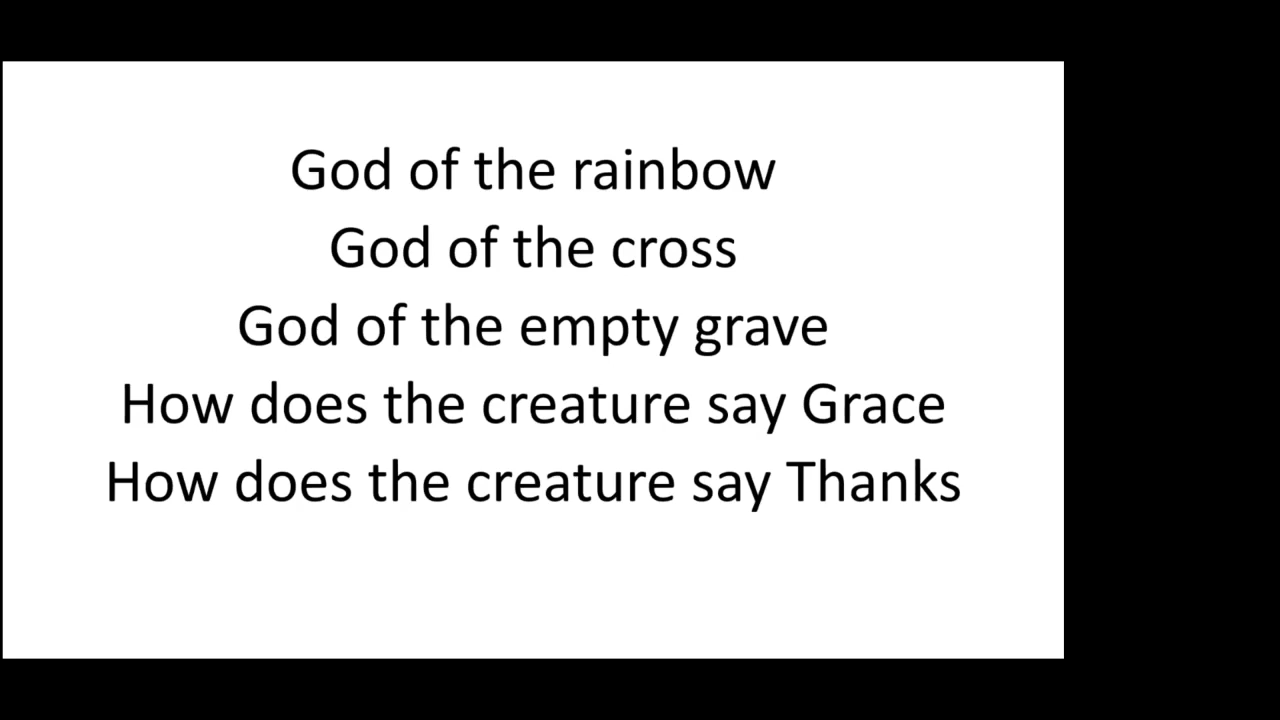 God of the rainbow
God of the cross
God of the empty grave
How does the creature say Grace
How does the creature say Thanks